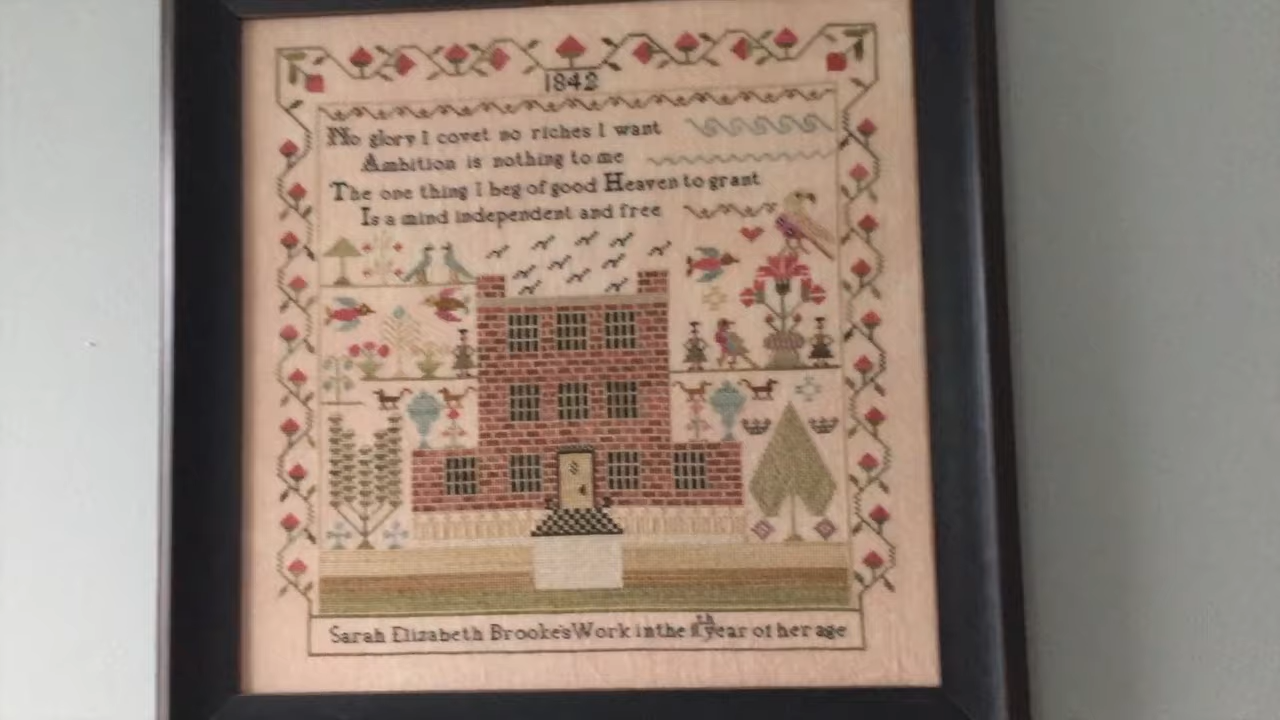 1842
No glory I covet no riches I want
Ambition is nothing to me
The one thing I beg of good Heaven to grant
Is a mind independent and free
Sarah Elizabeth Brooke's Work in the year of her age